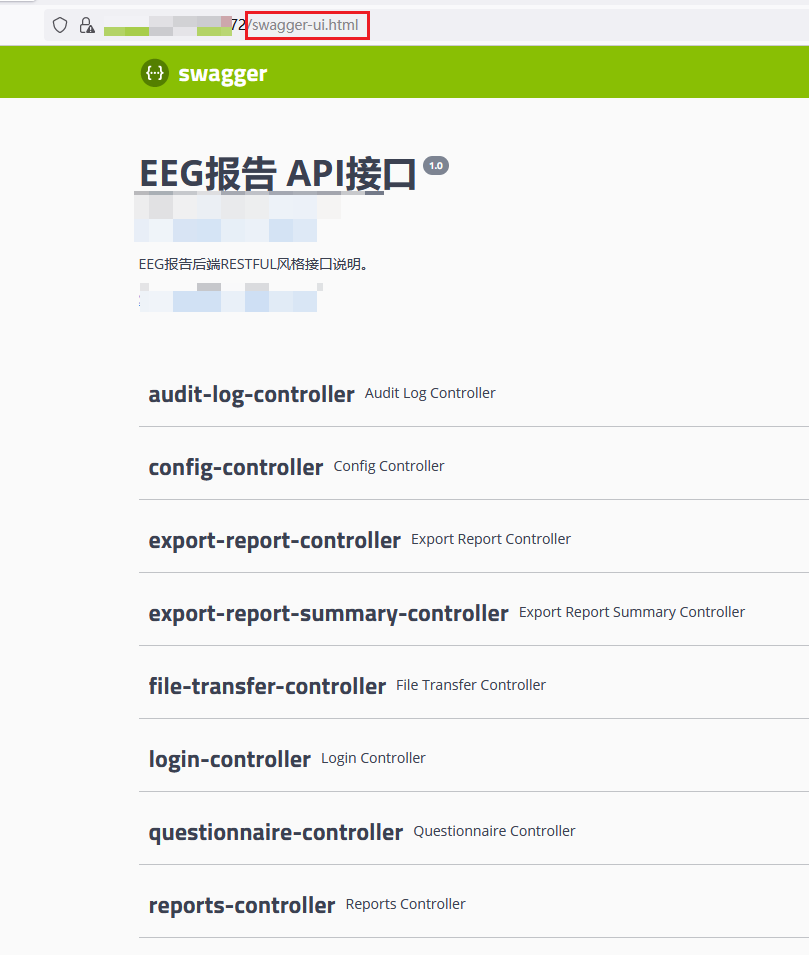 72/swagger-ui.html
{··} swagger
EEG报告 API接口 1.0
EEG报告后端RESTFUL风格接口说明。
audit-log-controller Audit Log Controller
config-controller Config Controller
export-report-controller Export Report Controller
export-report-summary-controller Export Report Summary Controller
file-transfer-controller File Transfer Controller
login-controller Login Controller
questionnaire-controller Questionnaire Controller
reports-controller Reports Controller